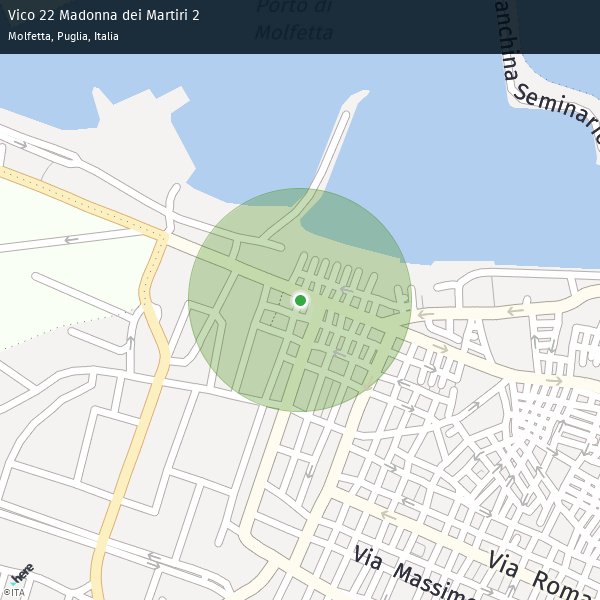 Vico 22 Madonna dei Martiri 2
Molfetta, Puglia, Italia
Porto di
Molfetta
anchina Seminario
Via Massimo
Via Roma
here
©ITA